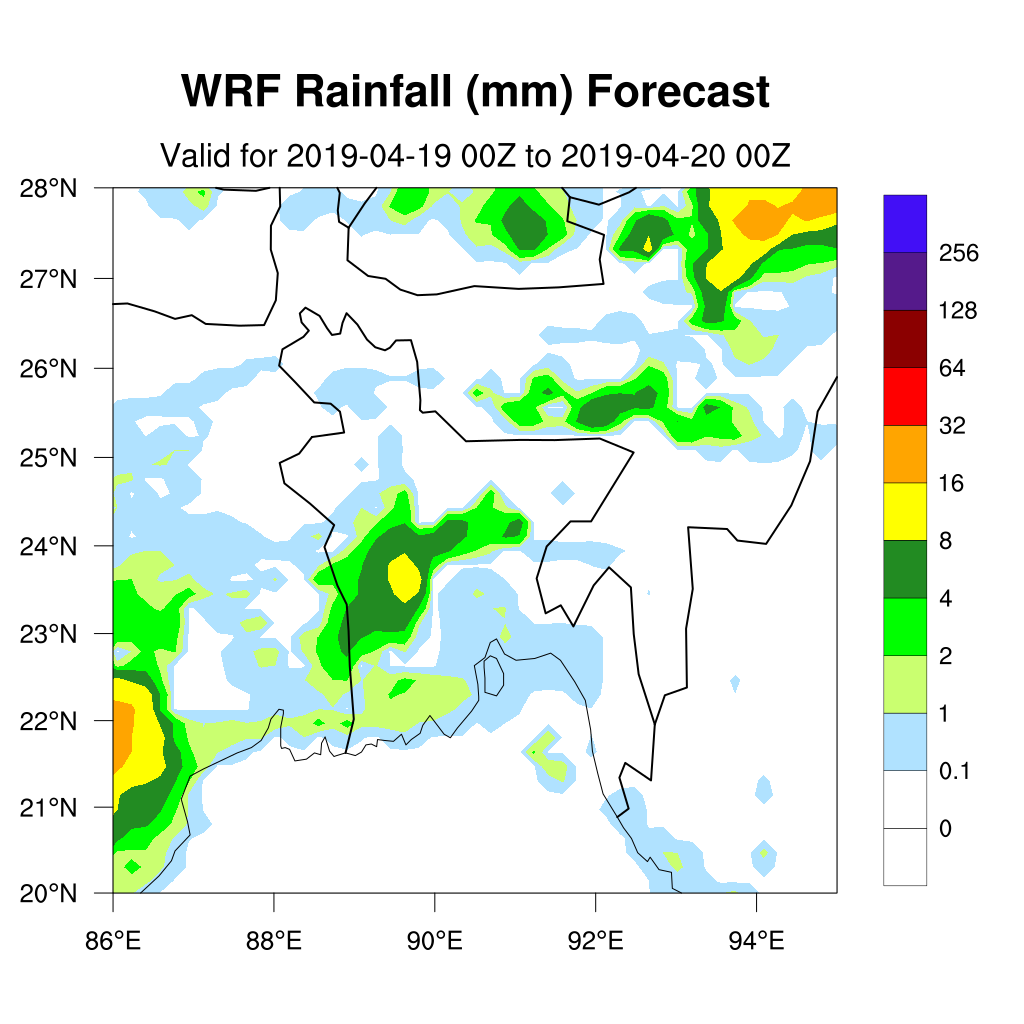 WRF Rainfall (mm) Forecast
Valid for 2019-04-19 00Z to 2019-04-20 00Z
28°N
27°N
26°N
25°N
24°N
23°N
22°N
21°N
20°N
86°E
88°E
90°E
92°E
94°E
256
128
64
32
16
8
4
2
1
0.1
0